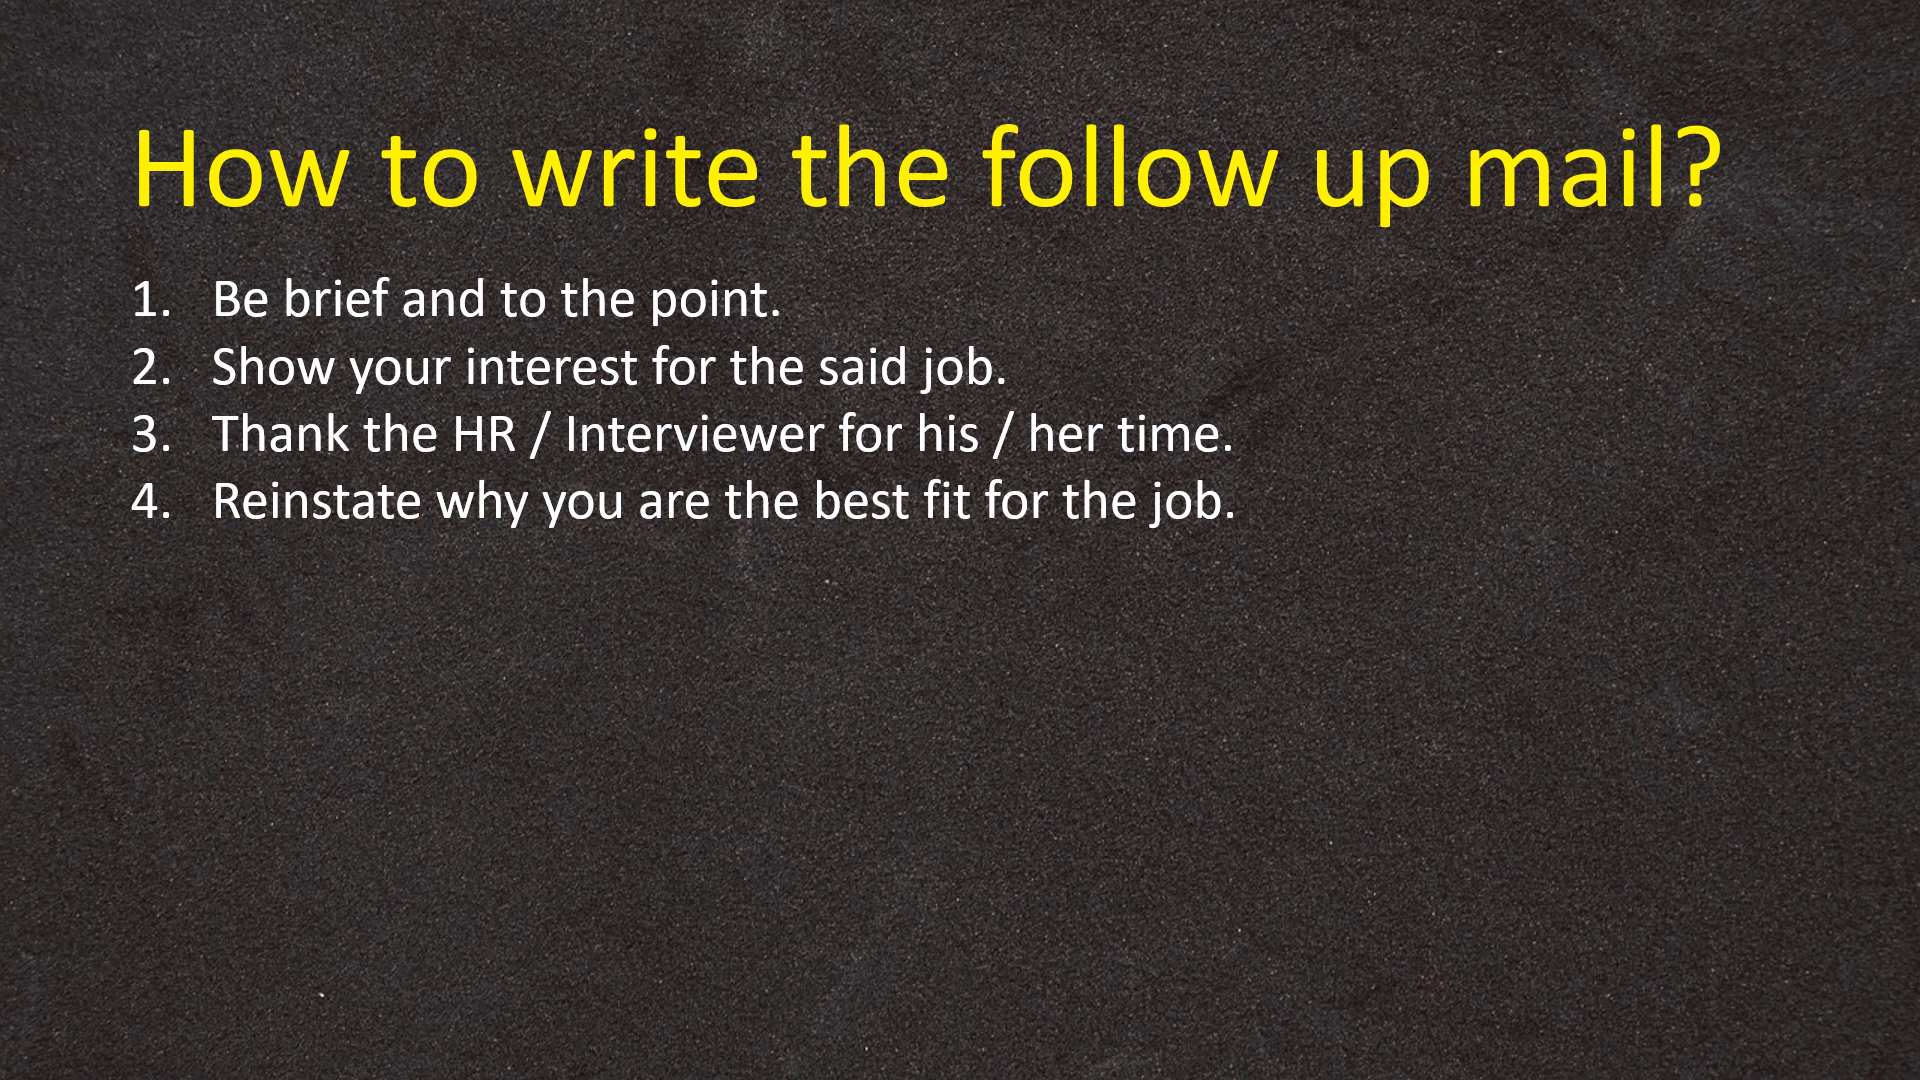 How to write the follow up mail?
1. Be brief and to the point.
2. Show your interest for the said job.
3. Thank the HR / Interviewer for his / her time.
4. Reinstate why you are the best fit for the job.